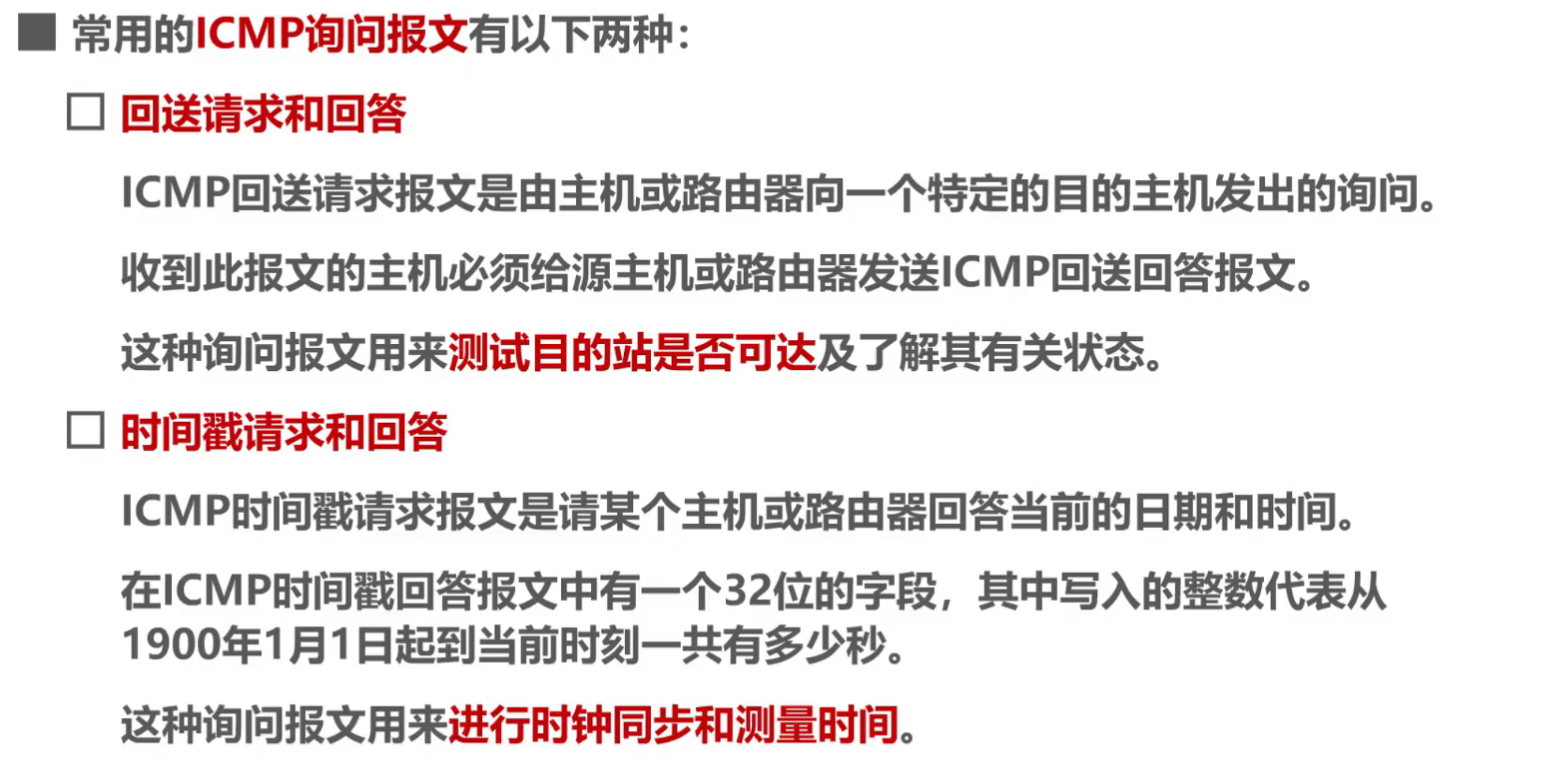 ■ 常用的ICMP询问报文有以下两种：
□ 回送请求和回答
ICMP回送请求报文是由主机或路由器向一个特定的目的主机发出的询问。
收到此报文的主机必须给源主机或路由器发送ICMP回送回答报文。
这种询问报文用来测试目的站是否可达及了解其有关状态。
□ 时间戳请求和回答
ICMP时间戳请求报文是请某个主机或路由器回答当前的日期和时间。
在ICMP时间戳回答报文中有一个32位的字段，其中写入的整数代表从
1900年1月1日起到当前时刻一共有多少秒。
这种询问报文用来进行时钟同步和测量时间。